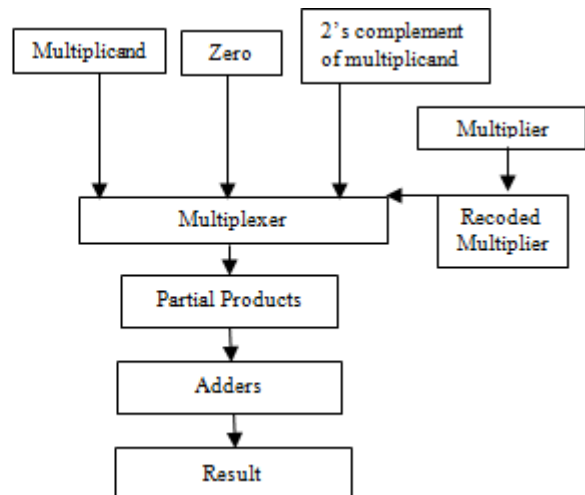 Multiplicand
Zero
2's complement
of multiplicand
Multiplier
Multiplexer
Recoded
Multiplier
Partial Products
Adders
Result